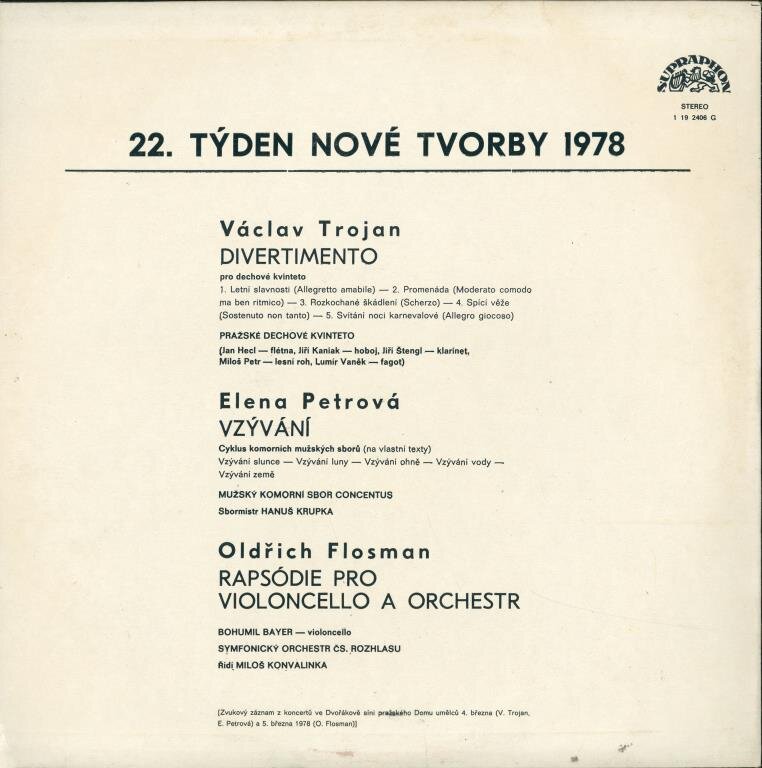 SUPRAPHON
STEREO
1 19 2406 G
22. TÝDEN NOVÉ TVORBY 1978
Václav Trojan
DIVERTIMENTO
pro dechové kvinteto
1. Letní slavnosti (Allegretto amabile) — 2. Promenáda (Moderato comodo
ma ben ritmico) — 3. Rozkochané škádlení (Scherzo) — 4. Spící věže
(Sostenuto non tanto) — 5. Svítání noci karnevalové (Allegro giocoso)
PRAŽSKÉ DECHOVÉ KVINTETO
(Jan Hecl — flétna, Jiří Kaniak — hoboj, Jiří Štengl — klarinet,
Miloš Petr — lesní roh, Lumír Vaněk — fagot)
Elena Petrová
VZÝVÁNÍ
Cyklus komorních mužských sborů (na vlastní texty)
Vzývání slunce — Vzývání luny — Vzývání ohně — Vzývání vody —
Vzývání země
MUŽSKÝ KOMORNÍ SBOR CONCENTUS
Sbormistr HANUŠ KRUPKA
Oldřich Flosman
RAPSÓDIE PRO
VIOLONCELLO A ORCHESTR
BOHUMIL BAYER — violoncello
SYMFONICKÝ ORCHESTR ČS. ROZHLASU
Řídí MILOŠ KONVALINKA
[Zvukový záznam z koncertů ve Dvořákově síni pražského Domu umělců 4. března (V. Trojan,
E. Petrová) a 5. března 1978 (O. Flosman)]